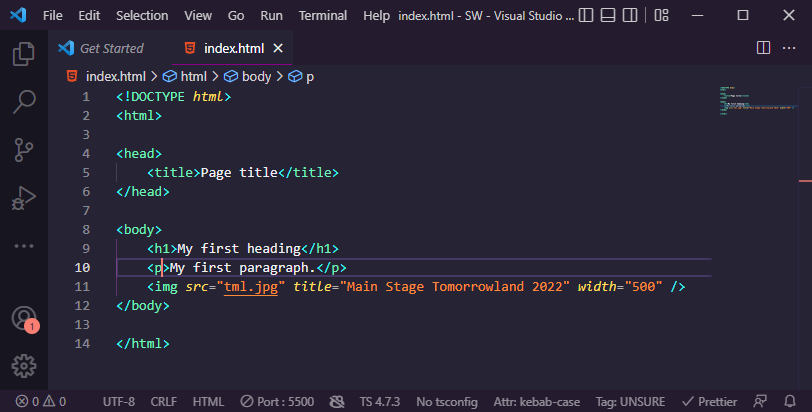 File Edit Selection View Go Run Terminal Help index.html - SW - Visual Studio ...
Get Started index.html
index.html > html > body > p
1 <!DOCTYPE html>
2 <html>
3
4 <head>
5 <title>Page title</title>
6 </head>
7
8 <body>
9 <h1>My first heading</h1>
10 <p>My first paragraph.</p>
11 <img src="tml.jpg" title="Main Stage Tomorrowland 2022" width="500" />
12 </body>
13
14 </html>
1
0 0 UTF-8 CRLF HTML Port : 5500 TS 4.7.3 No tsconfig Attr: kebab-case Tag: UNSURE Prettier